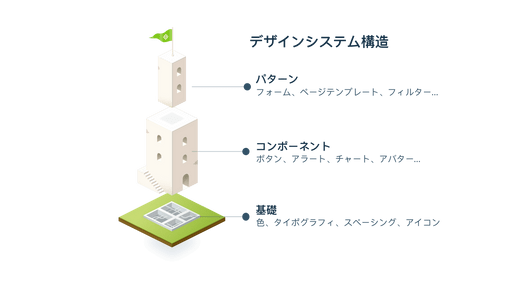 デザインシステム構造
パターン
フォーム、ページテンプレート、フィルター...
コンポーネント
ボタン、アラート、チャート、アバター...
基礎
色、タイポグラフィ、スペーシング、アイコン